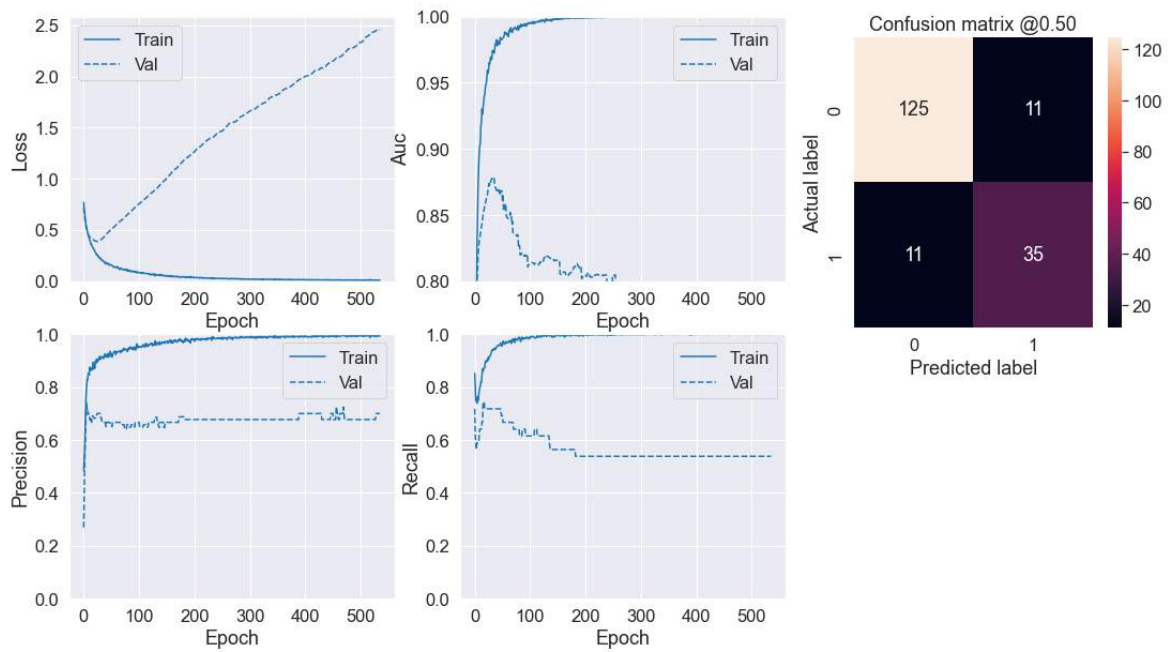 2.5
2.0
1.5
1.0
0.5
0.0
Loss
Train
Val
0 100 200 300 400 500
Epoch
1.00
0.95
0.90
0.85
0.80
Auc
Train
Val
0 100 200 300 400 500
Epoch
Confusion matrix @0.50
0
1
Actual label
125 11
11 35
0 1
Predicted label
120
100
80
60
40
20
1.0
0.8
0.6
0.4
0.2
0.0
Precision
Train
Val
0 100 200 300 400 500
Epoch
1.0
0.8
0.6
0.4
0.2
0.0
Recall
Train
Val
0 100 200 300 400 500
Epoch